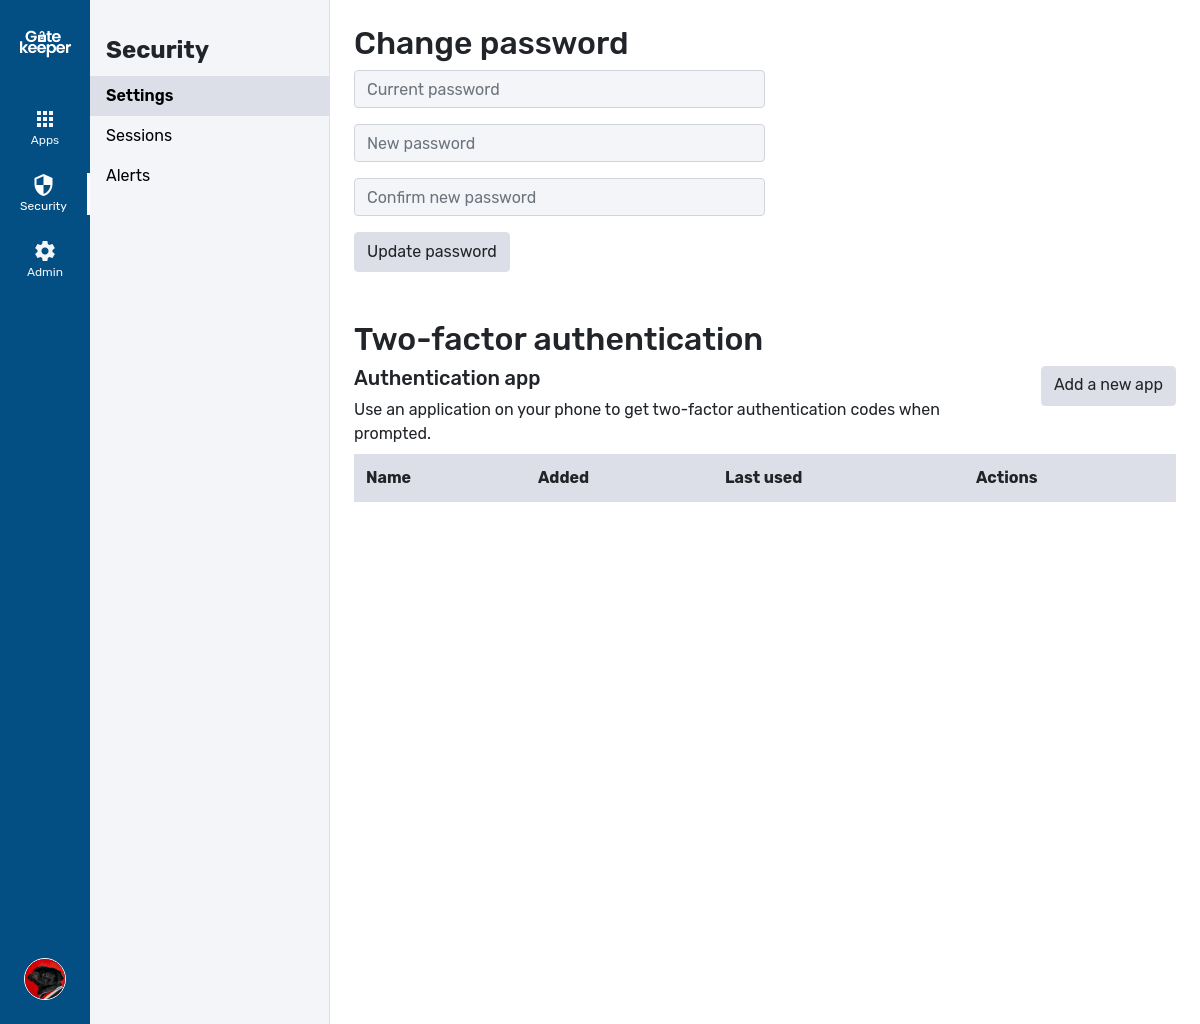 Gate
keeper
Apps
Security
Admin
Security
Settings
Sessions
Alerts
Change password
Current password
New password
Confirm new password
Update password
Two-factor authentication
Authentication app
Add a new app
Use an application on your phone to get two-factor authentication codes when
prompted.
Name Added Last used Actions